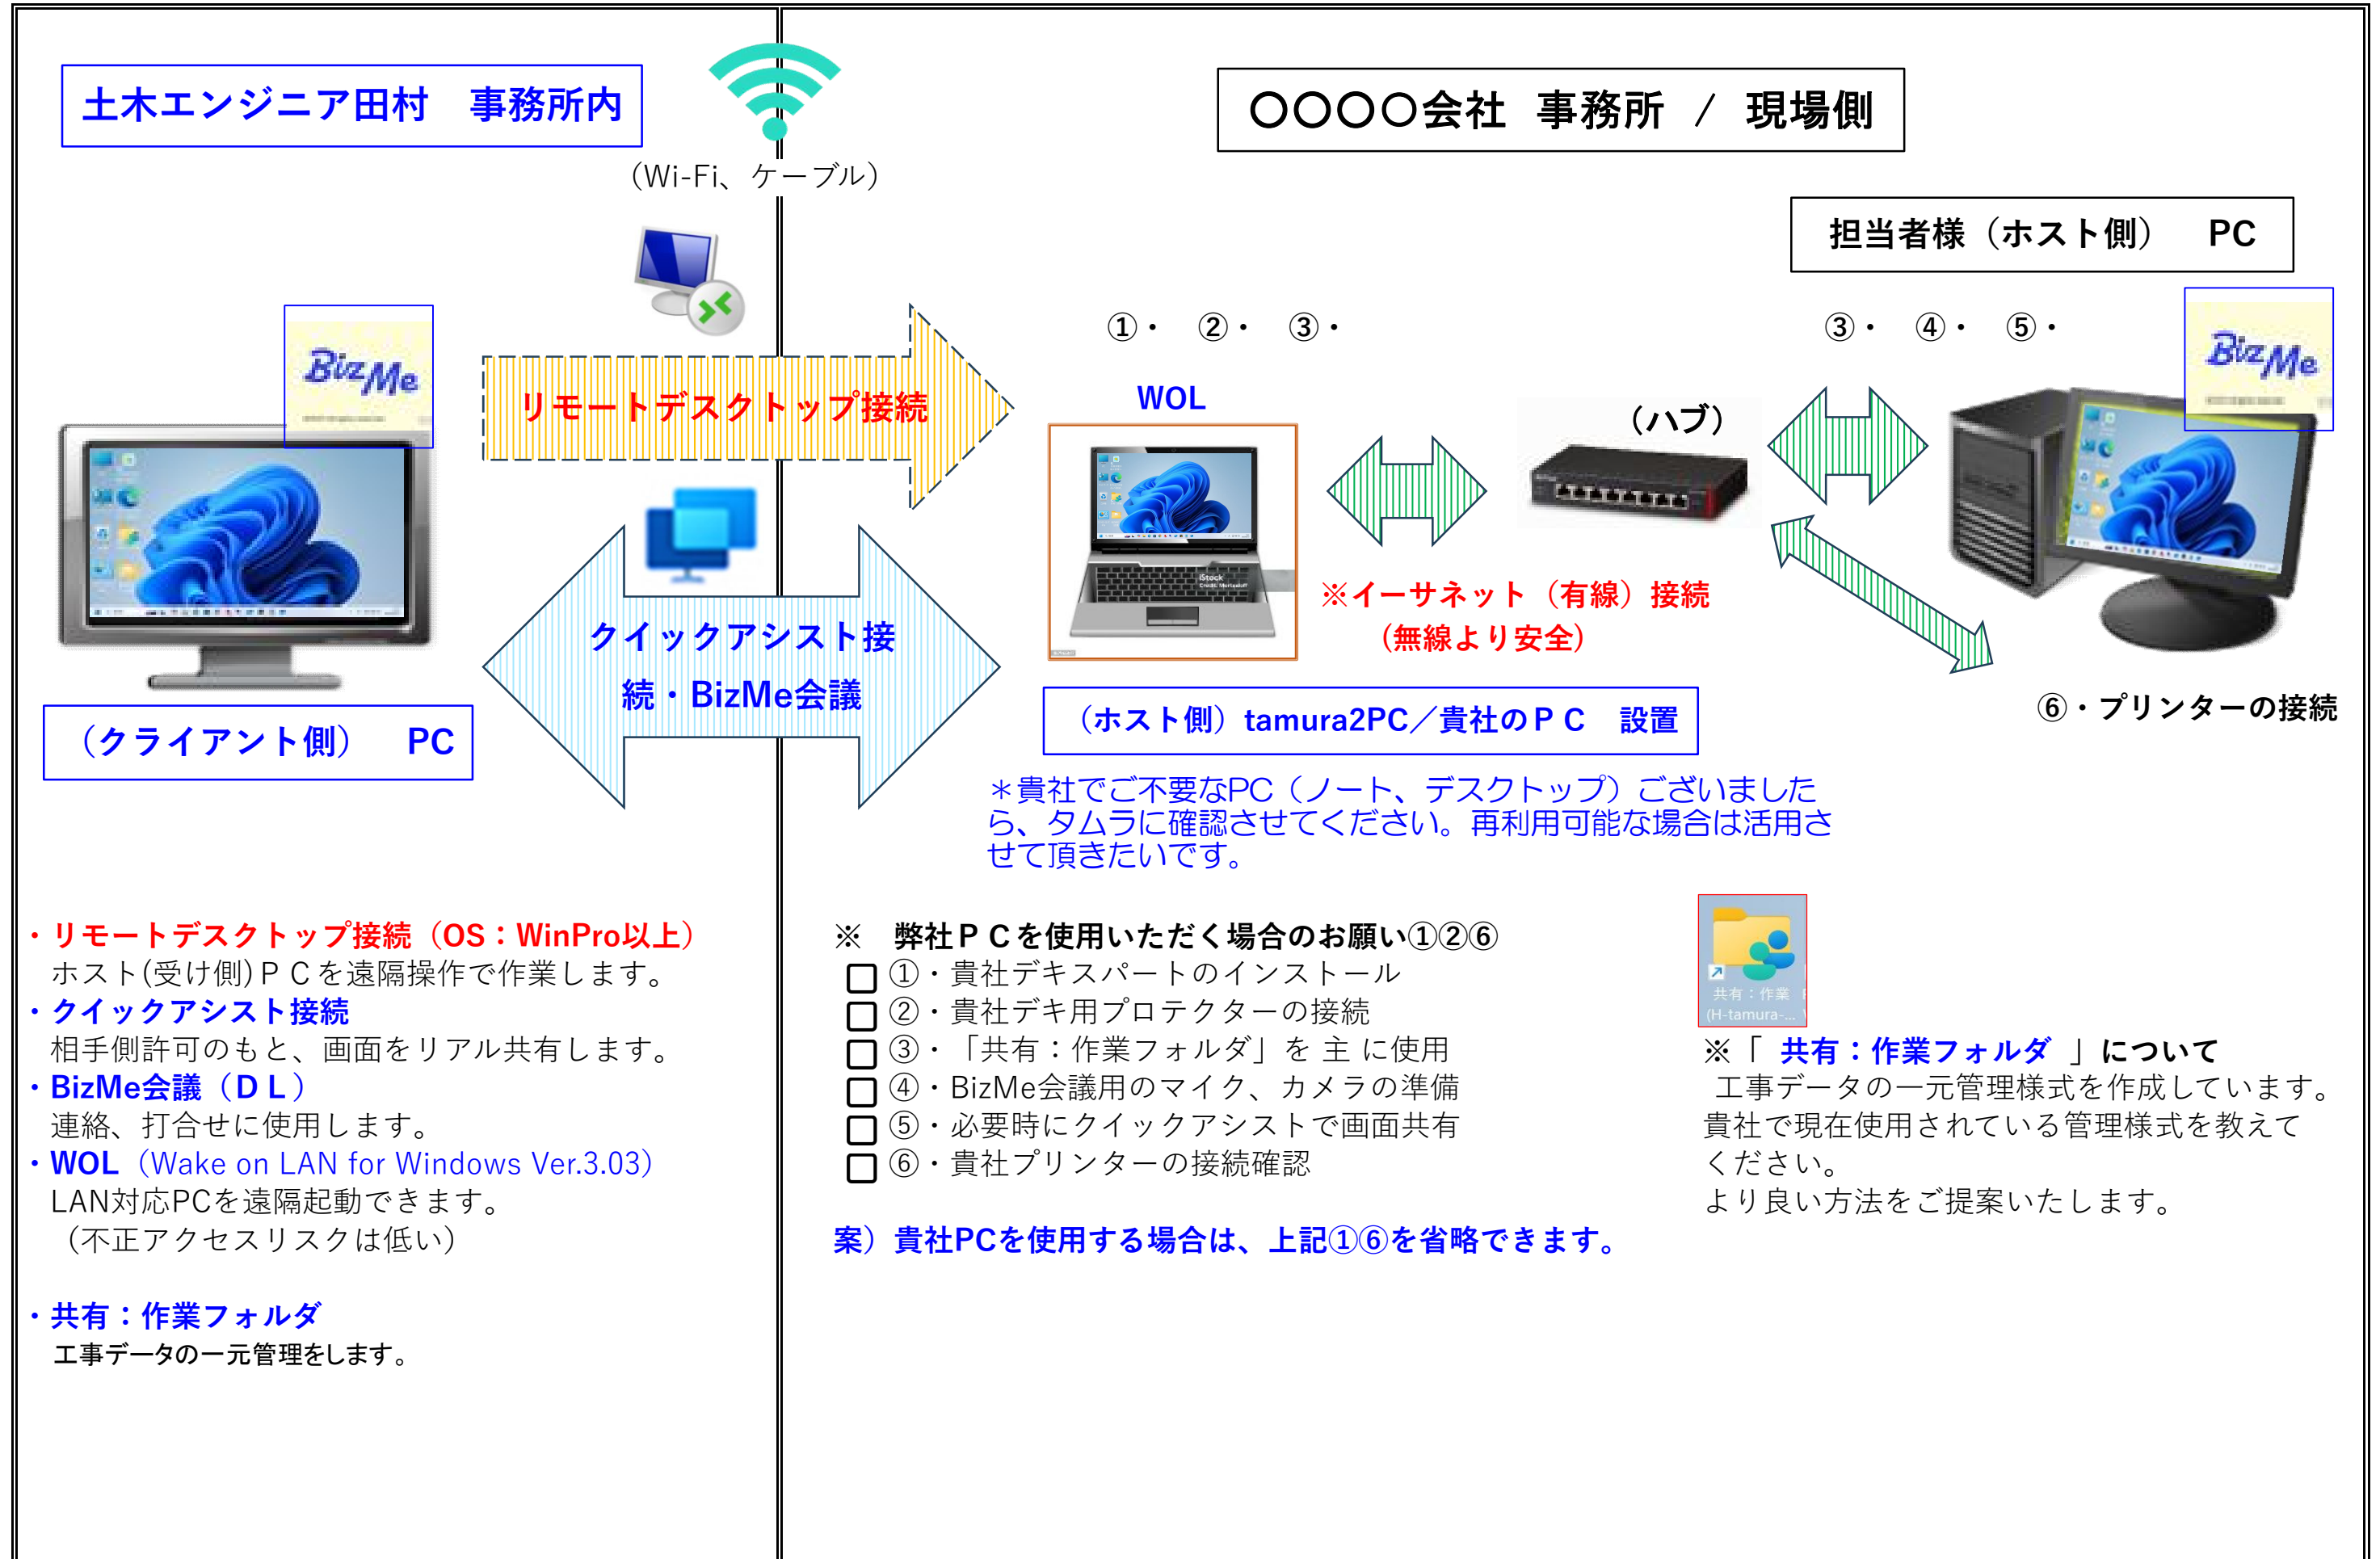 土木エンジニア田村　事務所内
(Wi-Fi、ケーブル)
〇〇〇〇会社 事務所 / 現場側
担当者様（ホスト側）　PC
BizMe
リモートデスクトップ接続
①・　②・　③・
WOL
(ハブ)
③・　④・　⑤・
BizMe
クイックアシスト接
続・BizMe会議
iStock
※イーサネット（有線）接続
(無線より安全)
（クライアント側）　PC
（ホスト側）tamura2PC／貴社のＰＣ　設置
⑥・プリンターの接続
＊貴社でご不要なPC（ノート、デスクトップ）ございました
ら、タムラに確認させてください。再利用可能な場合は活用さ
せて頂きたいです。
・リモートデスクトップ接続（OS：WinPro以上）
ホスト(受け側)ＰＣを遠隔操作で作業します。
・クイックアシスト接続
相手側許可のもと、画面をリアル共有します。
・BizMe会議（ＤＬ）
連絡、打合せに使用します。
・WOL（Wake on LAN for Windows Ver.3.03）
LAN対応PCを遠隔起動できます。
（不正アクセスリスクは低い）
・共有：作業フォルダ
工事データの一元管理をします。
※　弊社ＰＣを使用いただく場合のお願い①②⑥
①・貴社デキスパートのインストール
②・貴社デキ用プロテクターの接続
③・「共有：作業フォルダ」を 主 に使用
④・BizMe会議用のマイク、カメラの準備
⑤・必要時にクイックアシストで画面共有
⑥・貴社プリンターの接続確認
案）貴社PCを使用する場合は、上記①⑥を省略できます。
共有：作業
(H-tamura-...
※「 共有：作業フォルダ 」について
工事データの一元管理様式を作成しています。
貴社で現在使用されている管理様式を教えて
ください。
より良い方法をご提案いたします。